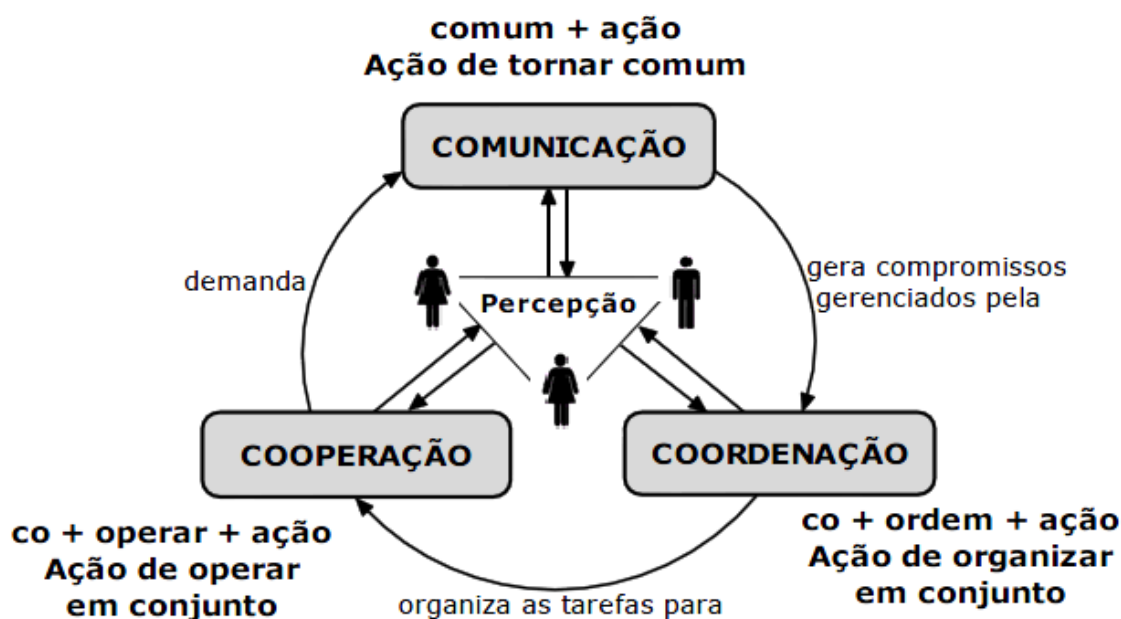 comum + ação
Ação de tornar comum
COMUNICAÇÃO
demanda
gera compromissos
gerenciados pela
Percepção
COOPERAÇÃO
COORDENAÇÃO
co + operar + ação
Ação de operar
em conjunto
co + ordem + ação
Ação de organizar
em conjunto
organiza as tarefas para